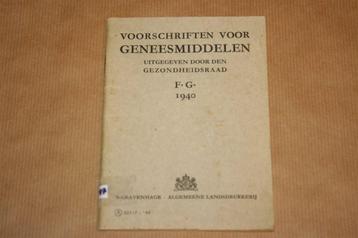 VOORSCHRIFTEN VOOR
GENEESMIDDELEN
UITGEGEVEN DOOR DEN
GEZONDHEIDSRAAD
F·G·
1940
'S-GRAVENHAGE - ALGEMEENE LANDSDRUKKERIJ